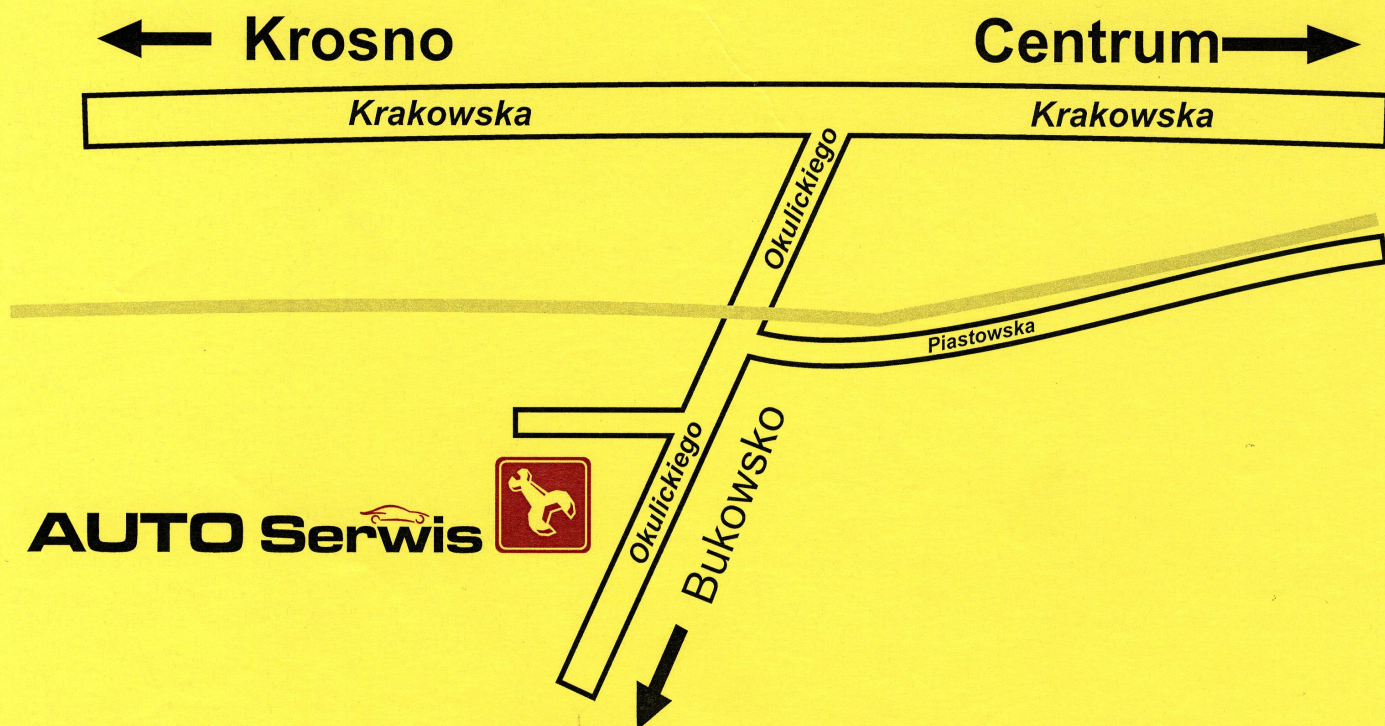 Krosno
Centrum
Krakowska
Krakowska
Okulickiego
Piastowska
Okulickiego
Bukowsko
AUTO Serwis